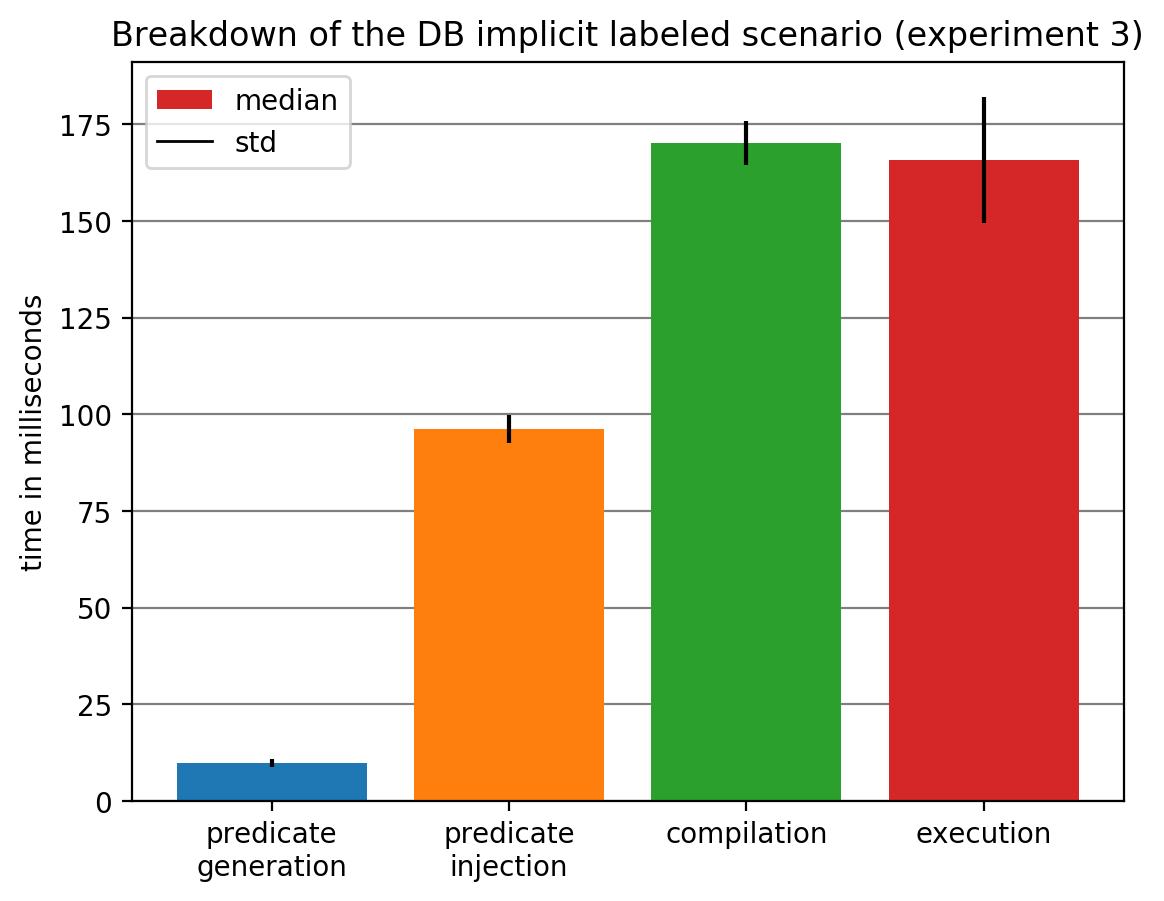 Breakdown of the DB implicit labeled scenario (experiment 3)
median
std
time in milliseconds
175
150
125
100
75
50
25
0
predicate
generation
predicate
injection
compilation
execution